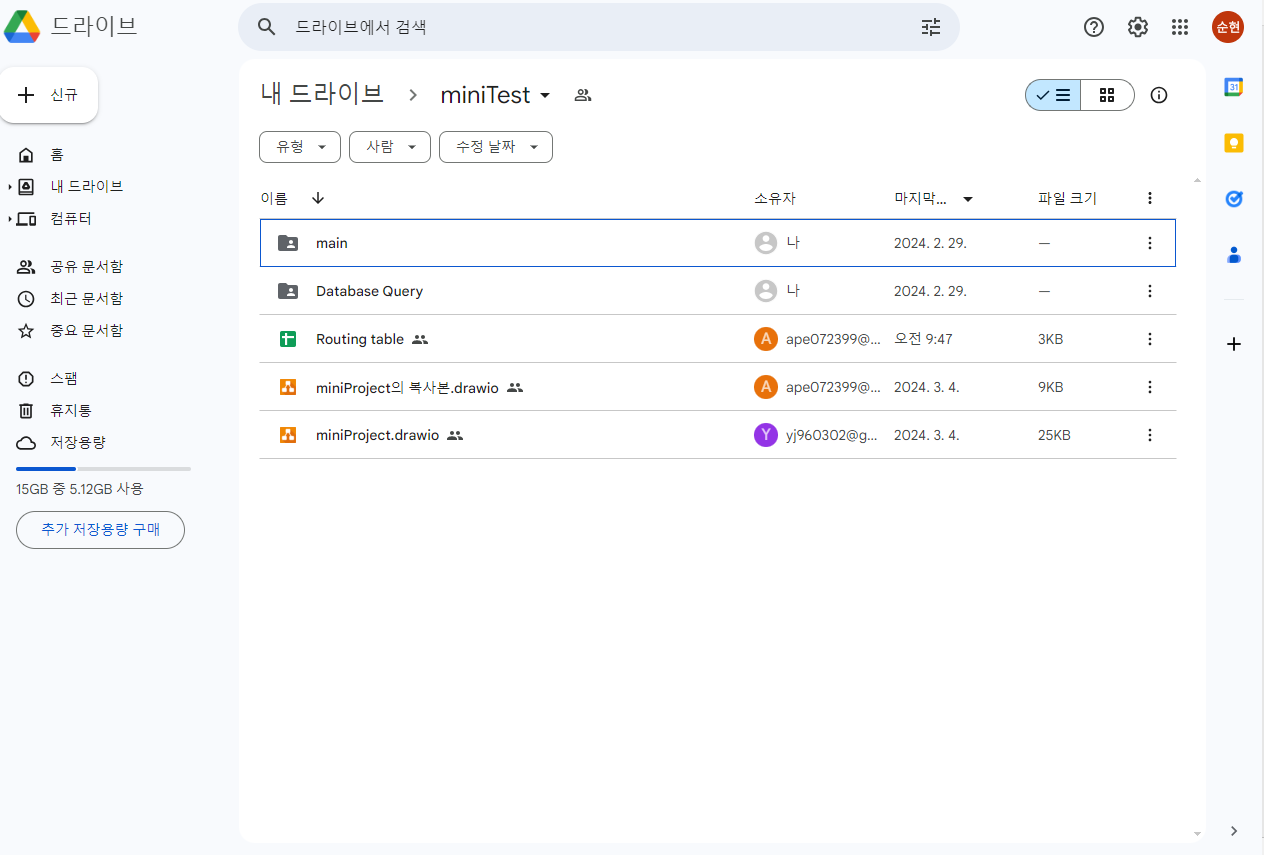 드라이브
드라이브에서 검색
순현
신규
홈
내 드라이브
컴퓨터
공유 문서함
최근 문서함
중요 문서함
스팸
휴지통
저장용량
15GB 중 5.12GB 사용
추가 저장용량 구매
내 드라이브 > miniTest
유형 사람 수정 날짜
이름 소유자 마지막... 파일 크기
main 나 2024. 2. 29. —
Database Query 나 2024. 2. 29. —
Routing table A ape072399@... 오전 9:47 3KB
miniProject의 복사본.drawio A ape072399@... 2024. 3. 4. 9KB
miniProject.drawio Y yj960302@g... 2024. 3. 4. 25KB
31